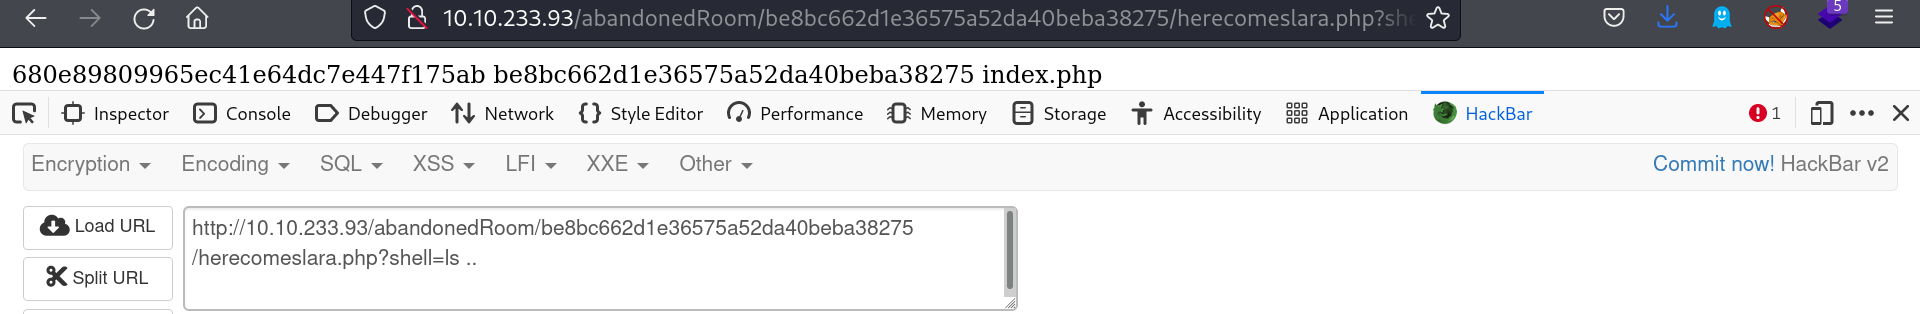 10.10.233.93/abandonedRoom/be8bc662d1e36575a52da40beba38275/herecomeslara.php?she
5
680e89809965ec41e64dc7e447f175ab be8bc662d1e36575a52da40beba38275 index.php
Inspector Console Debugger Network Style Editor Performance Memory Storage Accessibility Application HackBar 1
Encryption Encoding SQL XSS LFI XXE Other Commit now! HackBar v2
Load URL
Split URL
http://10.10.233.93/abandonedRoom/be8bc662d1e36575a52da40beba38275
/herecomeslara.php?shell=ls ..